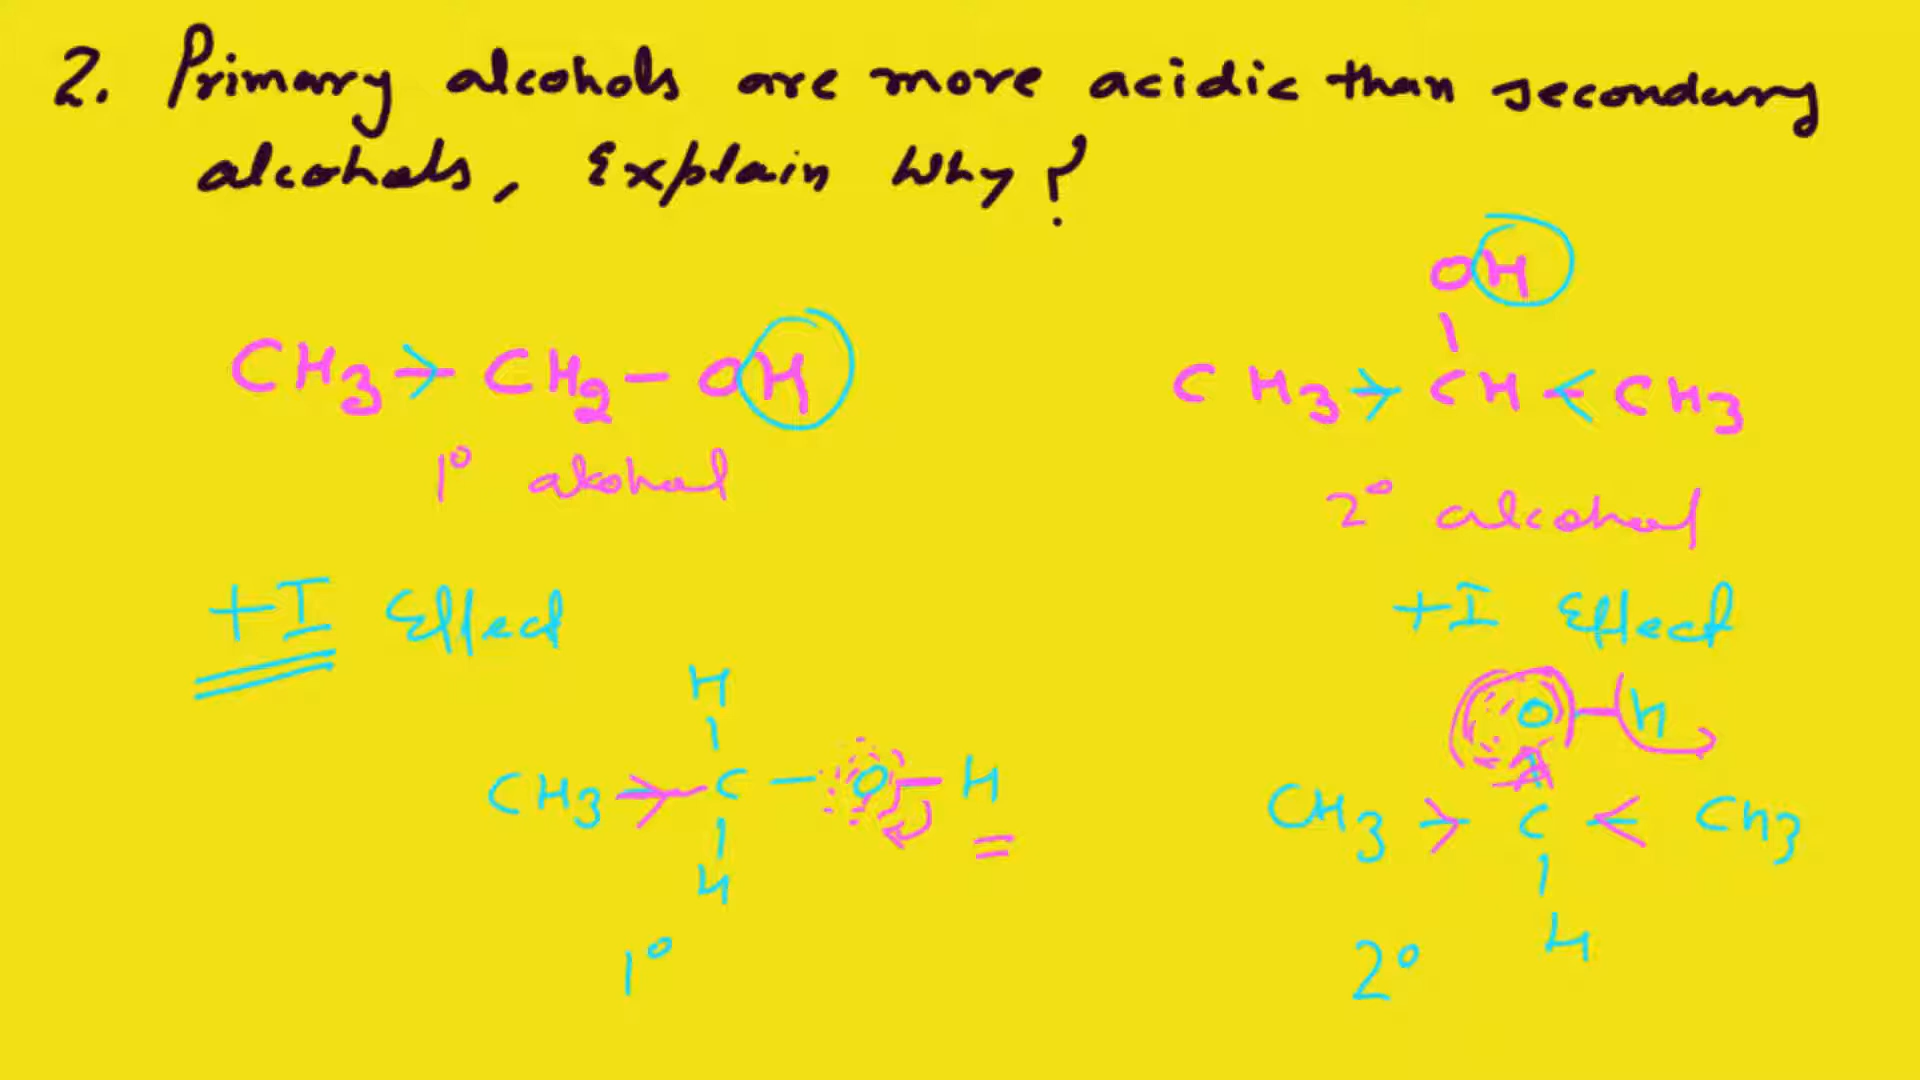 2. Primary alcohols are more acidic than secondary
alcohols, Explain Why?
OH
CH3 > CH2 - OH
CH3 > CH < CH3
1° alcohol
2° alcohol
+I Effect
+I Effect
H
O - H
CH3 > C - O - H
CH3 > C < CH3
H
H
1°
2°